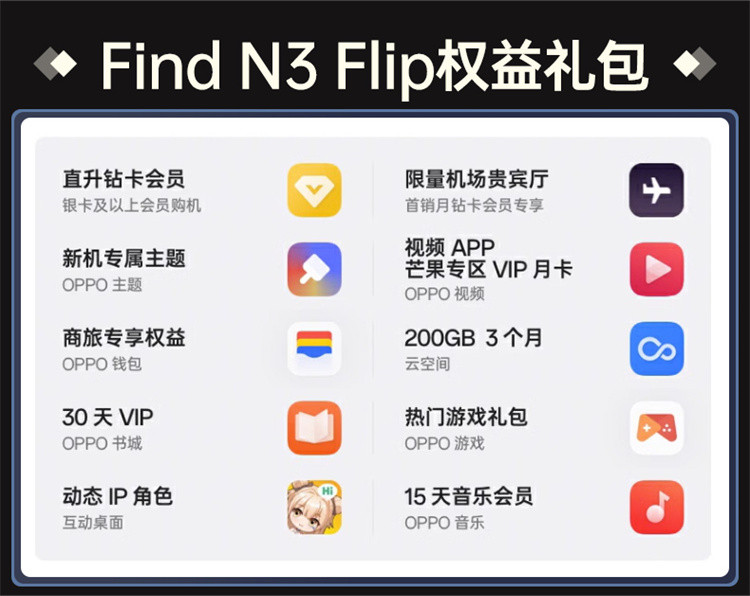 Find N3 Flip权益礼包
直升钻卡会员
银卡及以上会员购机
限量机场贵宾厅
首销月钻卡会员专享
新机专属主题
OPPO 主题
视频 APP
芒果专区 VIP 月卡
OPPO 视频
商旅专享权益
OPPO 钱包
200GB 3 个月
云空间
30 天 VIP
OPPO 书城
热门游戏礼包
OPPO 游戏
动态 IP 角色
互动桌面
Hi
15 天音乐会员
OPPO 音乐